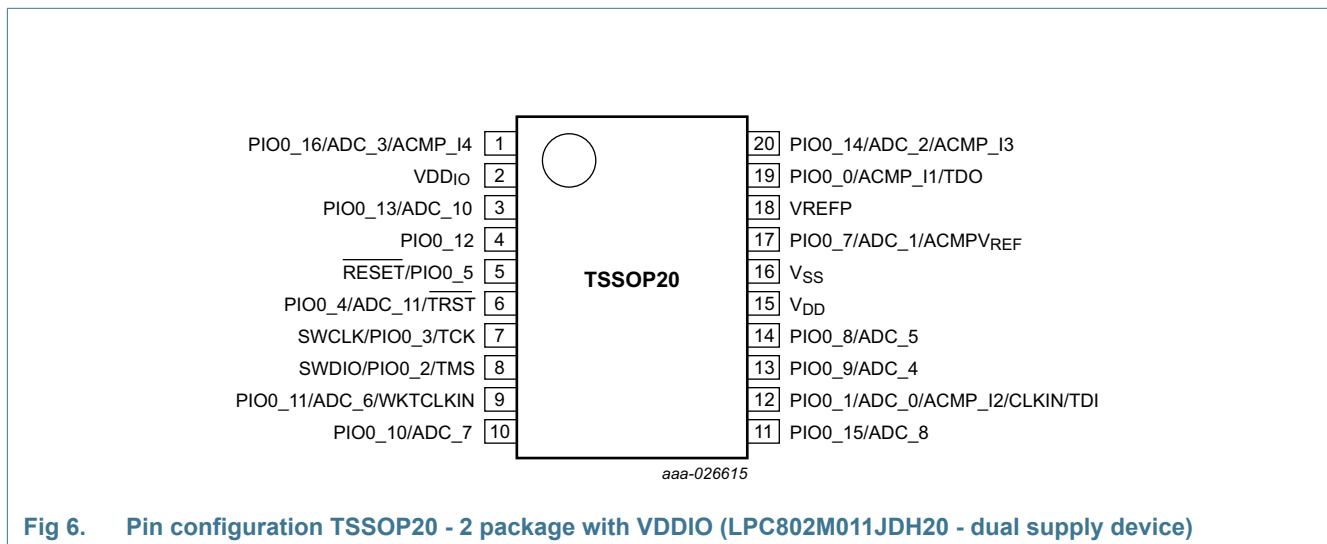 PIO0_16/ADC_3/ACMP_I4 1
VDDIO 2
PIO0_13/ADC_10 3
PIO0_12 4
RESET/PIO0_5 5
PIO0_4/ADC_11/TRST 6
SWCLK/PIO0_3/TCK 7
SWDIO/PIO0_2/TMS 8
PIO0_11/ADC_6/WKTCLKIN 9
PIO0_10/ADC_7 10
TSSOP20
20 PIO0_14/ADC_2/ACMP_I3
19 PIO0_0/ACMP_I1/TDO
18 VREFP
17 PIO0_7/ADC_1/ACMPVREF
16 VSS
15 VDD
14 PIO0_8/ADC_5
13 PIO0_9/ADC_4
12 PIO0_1/ADC_0/ACMP_I2/CLKIN/TDI
11 PIO0_15/ADC_8
aaa-026615
Fig 6. Pin configuration TSSOP20 - 2 package with VDDIO (LPC802M011JDH20 - dual supply device)